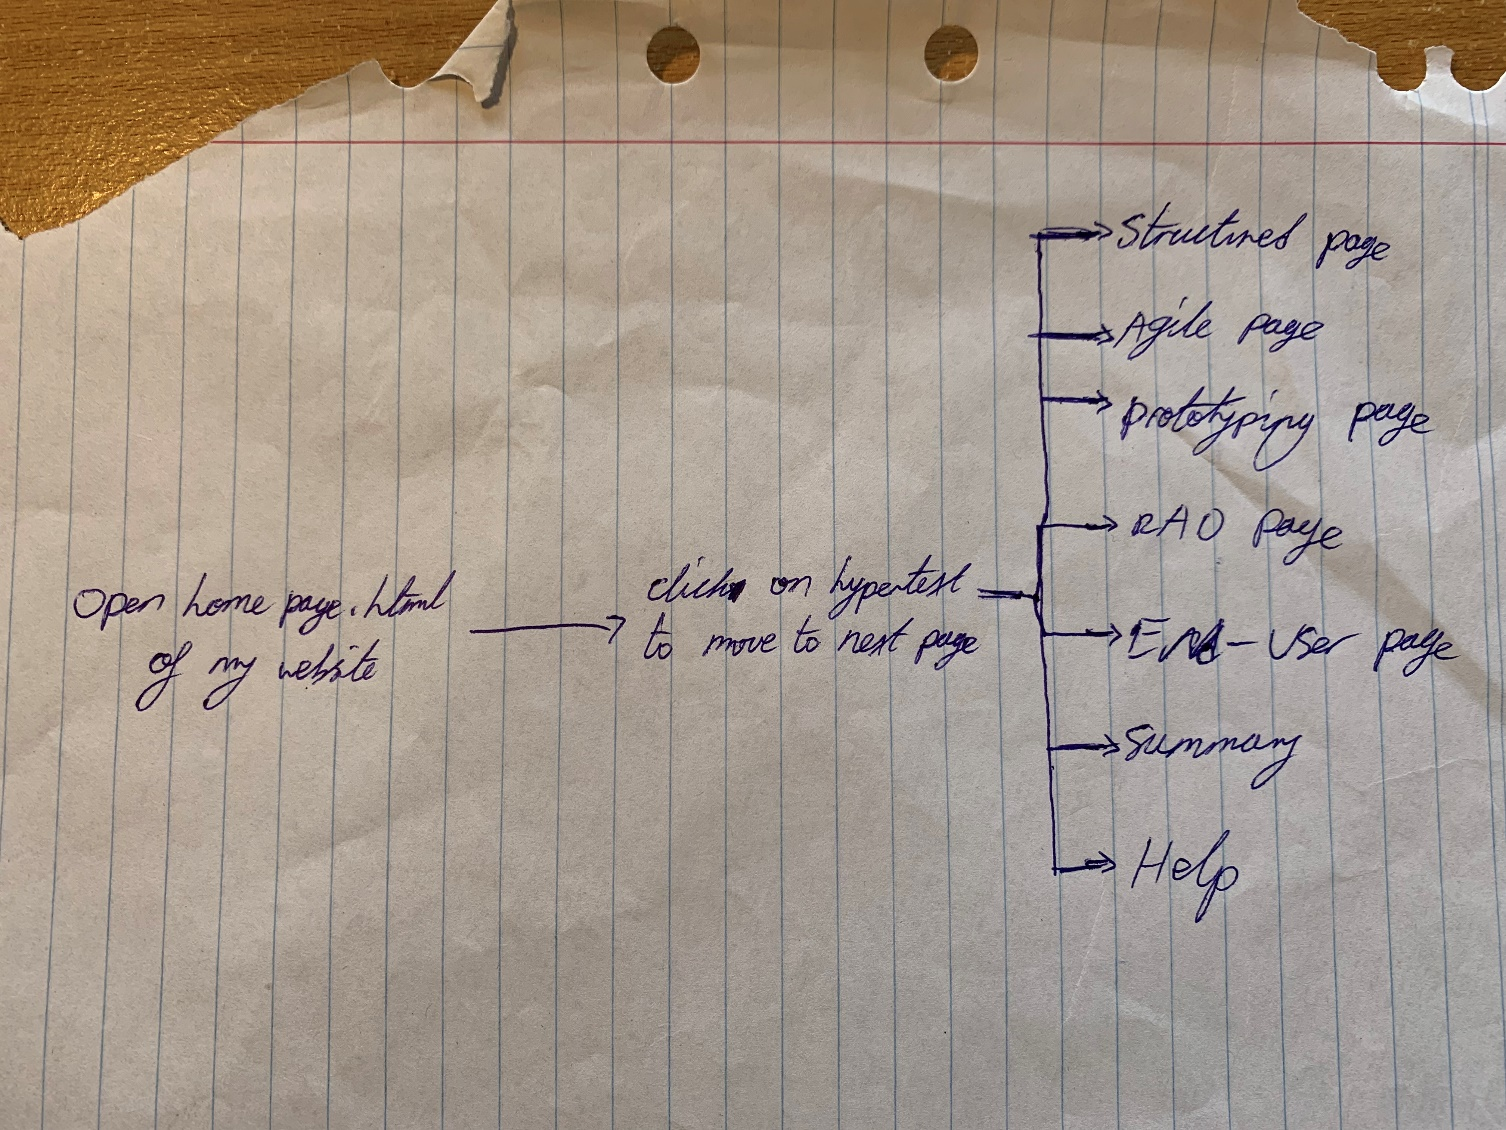 Open home page.html
of my website
click on hypertext
to move to next page
Structured page
Agile page
prototyping page
RAD page
End-User page
Summary
Help